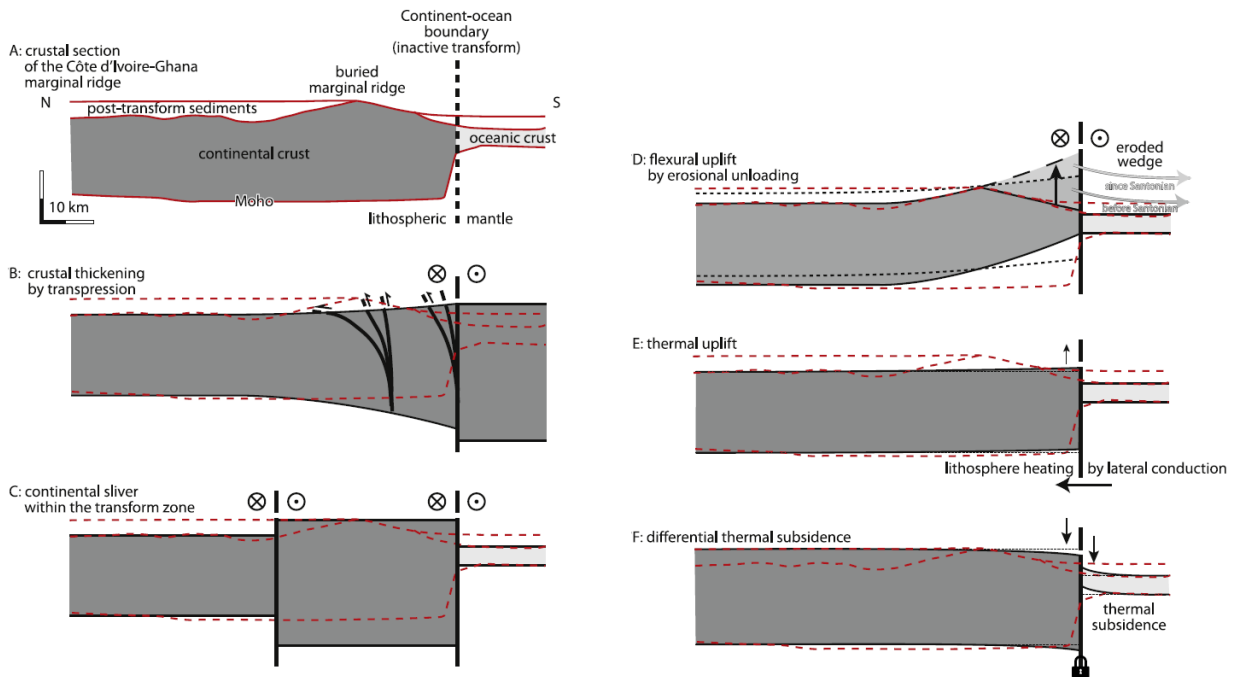 Continent-ocean
boundary
(inactive transform)
A: crustal section
of the Côte d'Ivoire-Ghana
marginal ridge
buried
marginal ridge
N
S
post-transform sediments
oceanic crust
continental crust
Moho
10 km
lithospheric
mantle
B: crustal thickening
by transpression
C: continental sliver
within the transform zone
D: flexural uplift
by erosional unloading
eroded
wedge
since Santonian
before Santonian
E: thermal uplift
lithosphere heating
by lateral conduction
F: differential thermal subsidence
thermal
subsidence